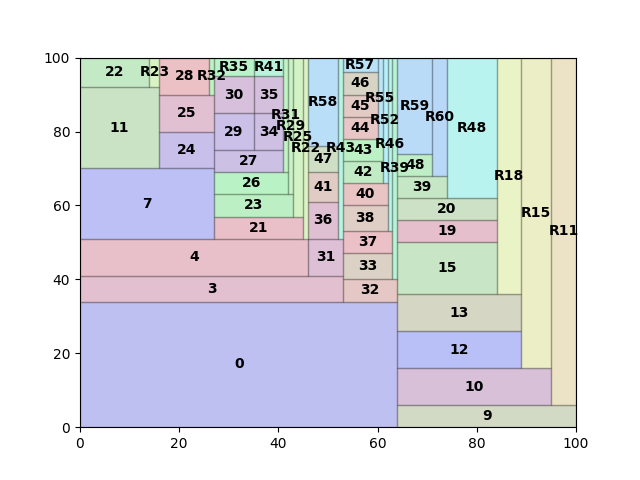 100
R35 R41 R57
22 R23 28 R32
46
30 35 R58 45 R55 R59
25 R31 R60
11 29 34 R29 44 R52 R48
R25
24 27 R22 47 R43 43 R46
42 R39 48 R18
26 41 40 39
7 23 36 38 20 R15
21 37 19 R11
4 31 33 15
3 32
13
0 12
10
9
80
60
40
20
0
0 20 40 60 80 100